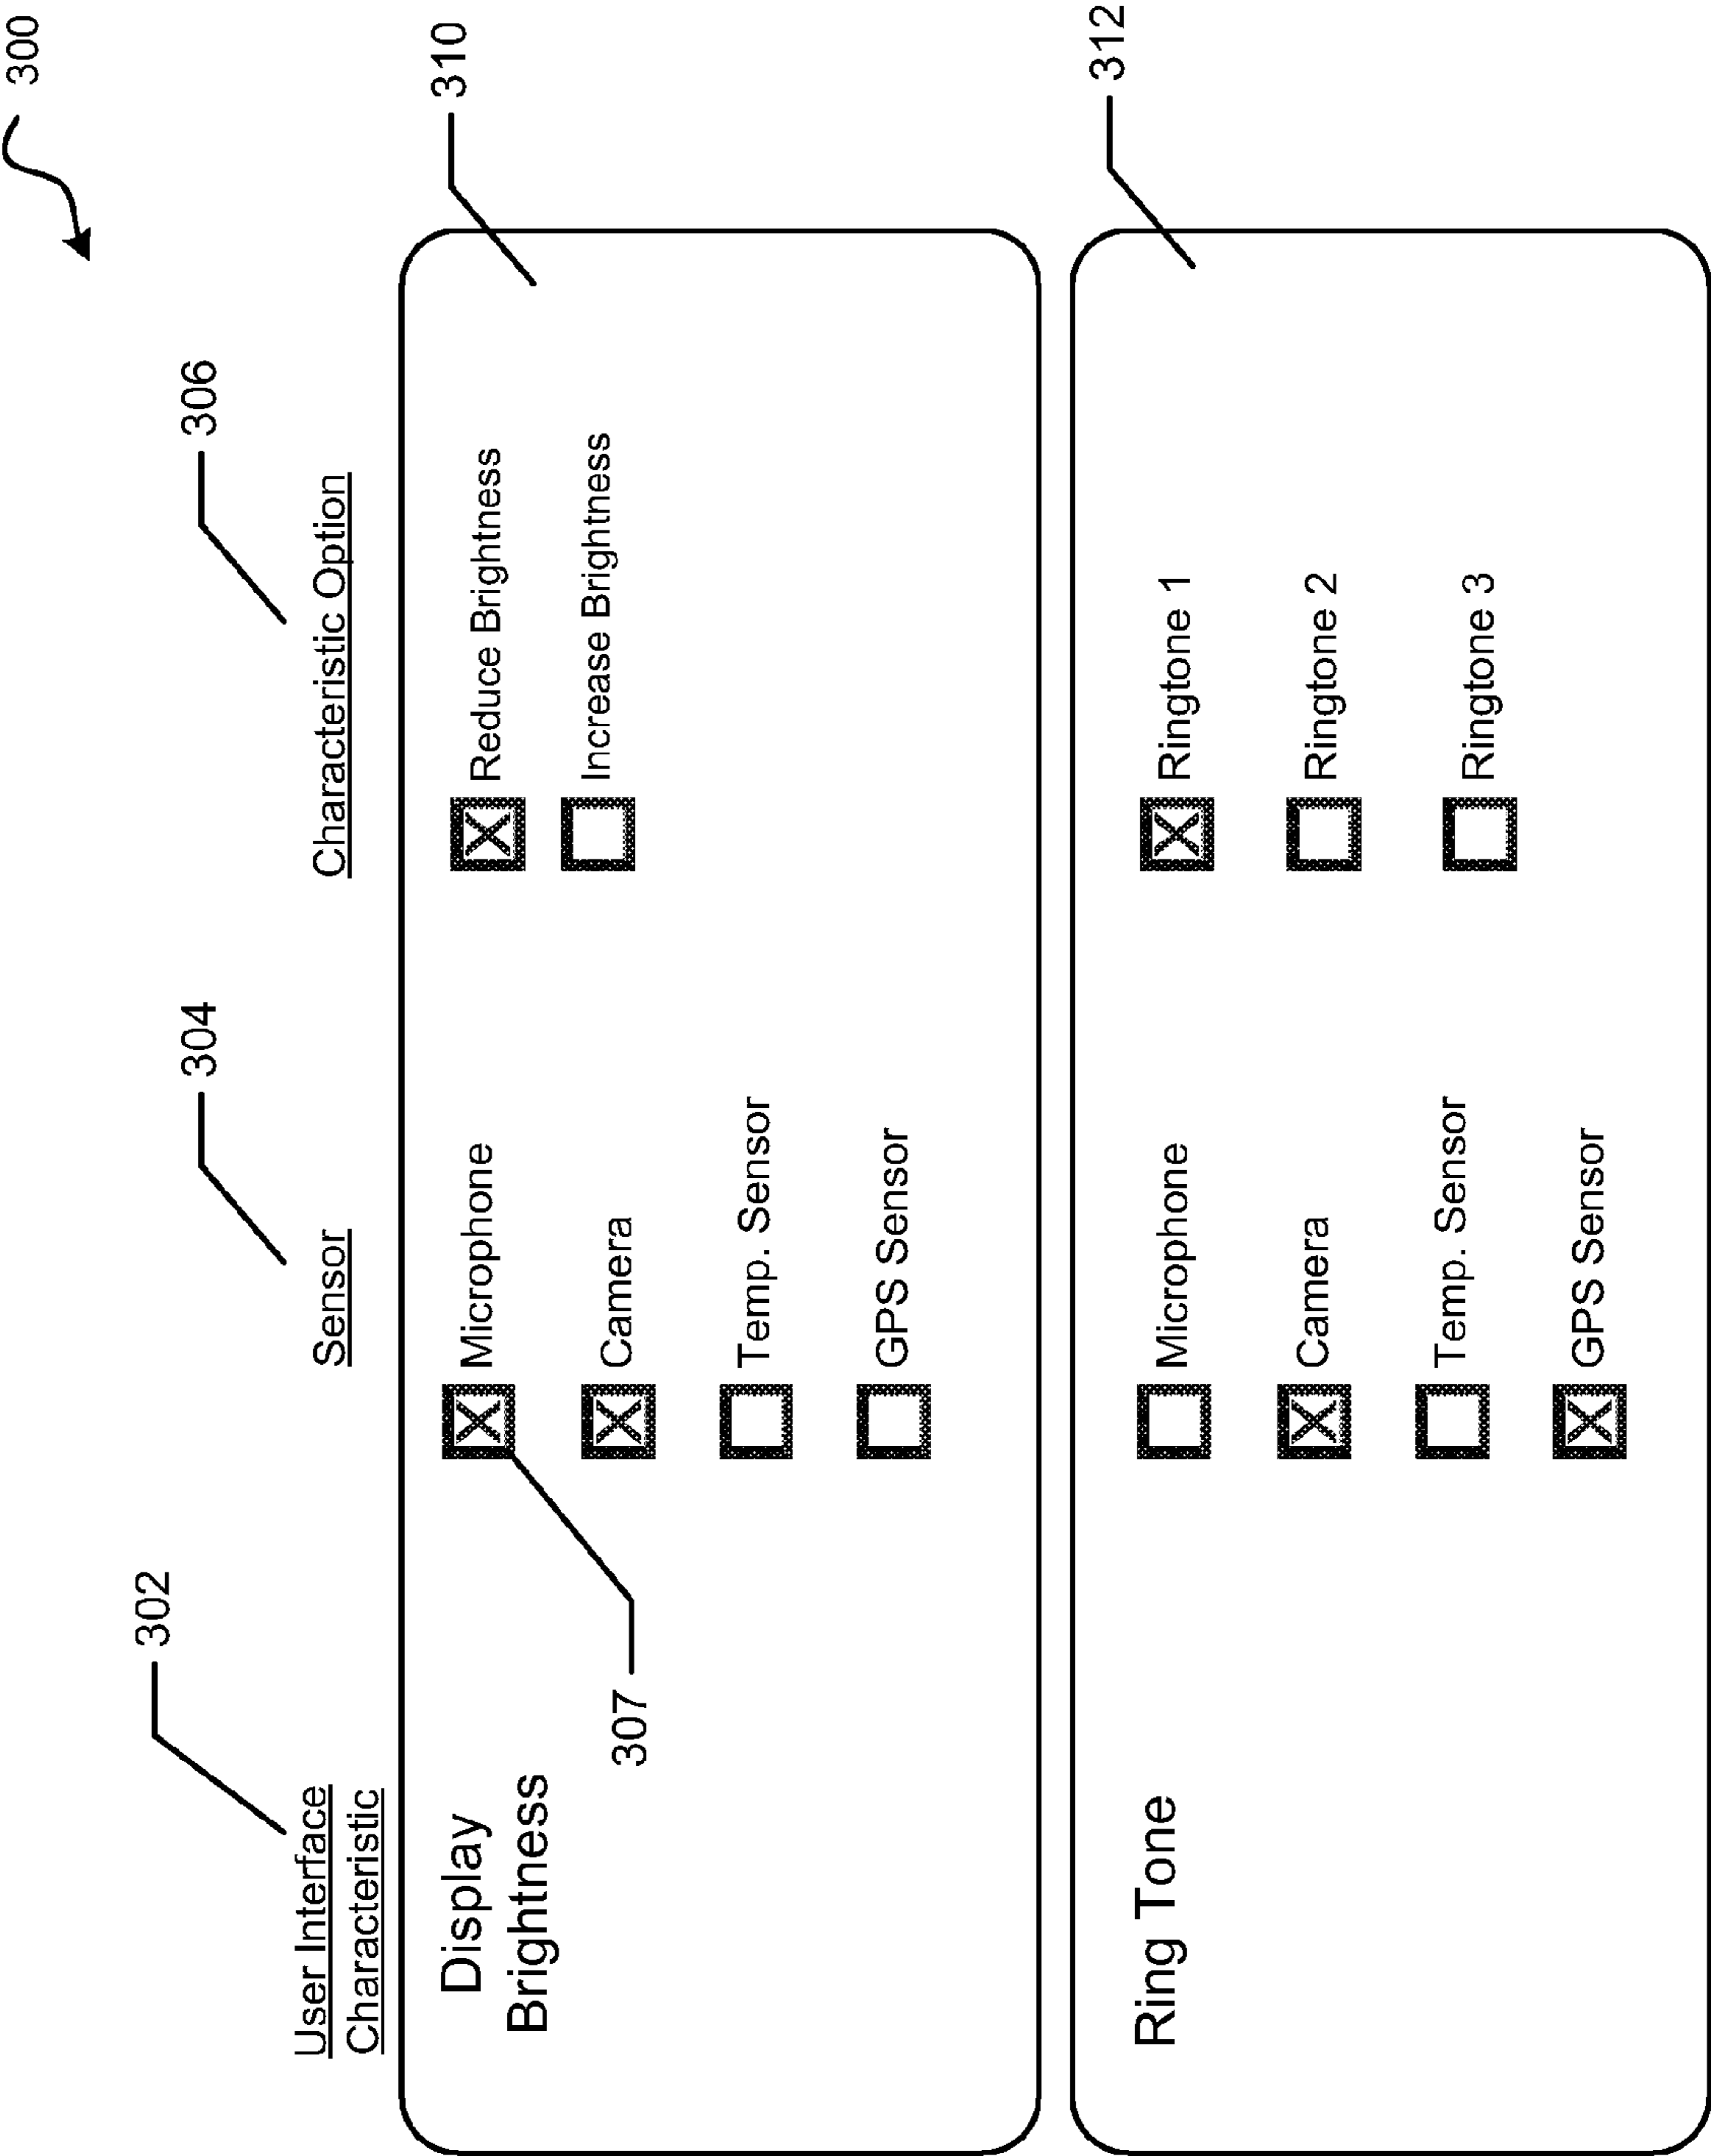 300
302
304
306
User Interface
Characteristic
Sensor
Characteristic Option
310
Display
Brightness
307
Microphone
Camera
Temp. Sensor
GPS Sensor
Reduce Brightness
Increase Brightness
312
Ring Tone
Microphone
Camera
Temp. Sensor
GPS Sensor
Ringtone 1
Ringtone 2
Ringtone 3